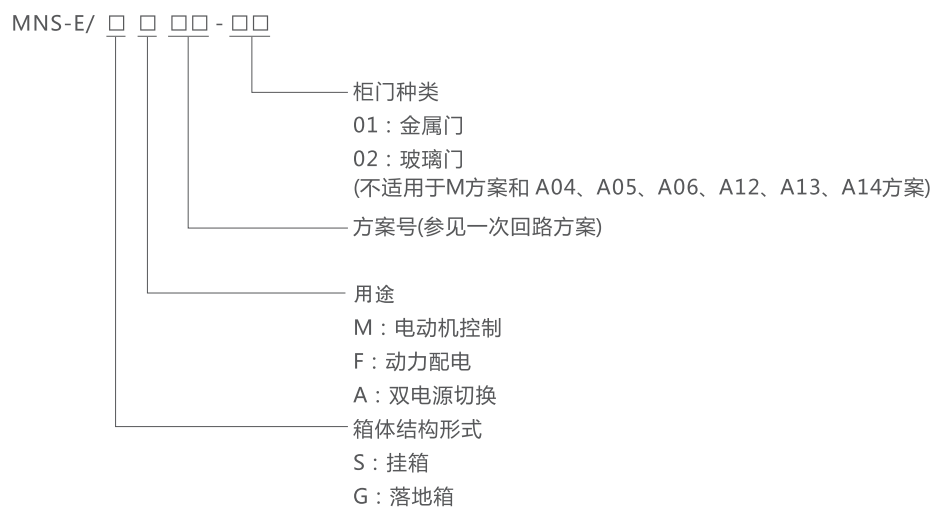 MNS-E/ □ □ □□ - □□
柜门种类
01：金属门
02：玻璃门
(不适用于M方案和 A04、A05、A06、A12、A13、A14方案)
方案号(参见一次回路方案)
用途
M：电动机控制
F：动力配电
A：双电源切换
箱体结构形式
S：挂箱
G：落地箱